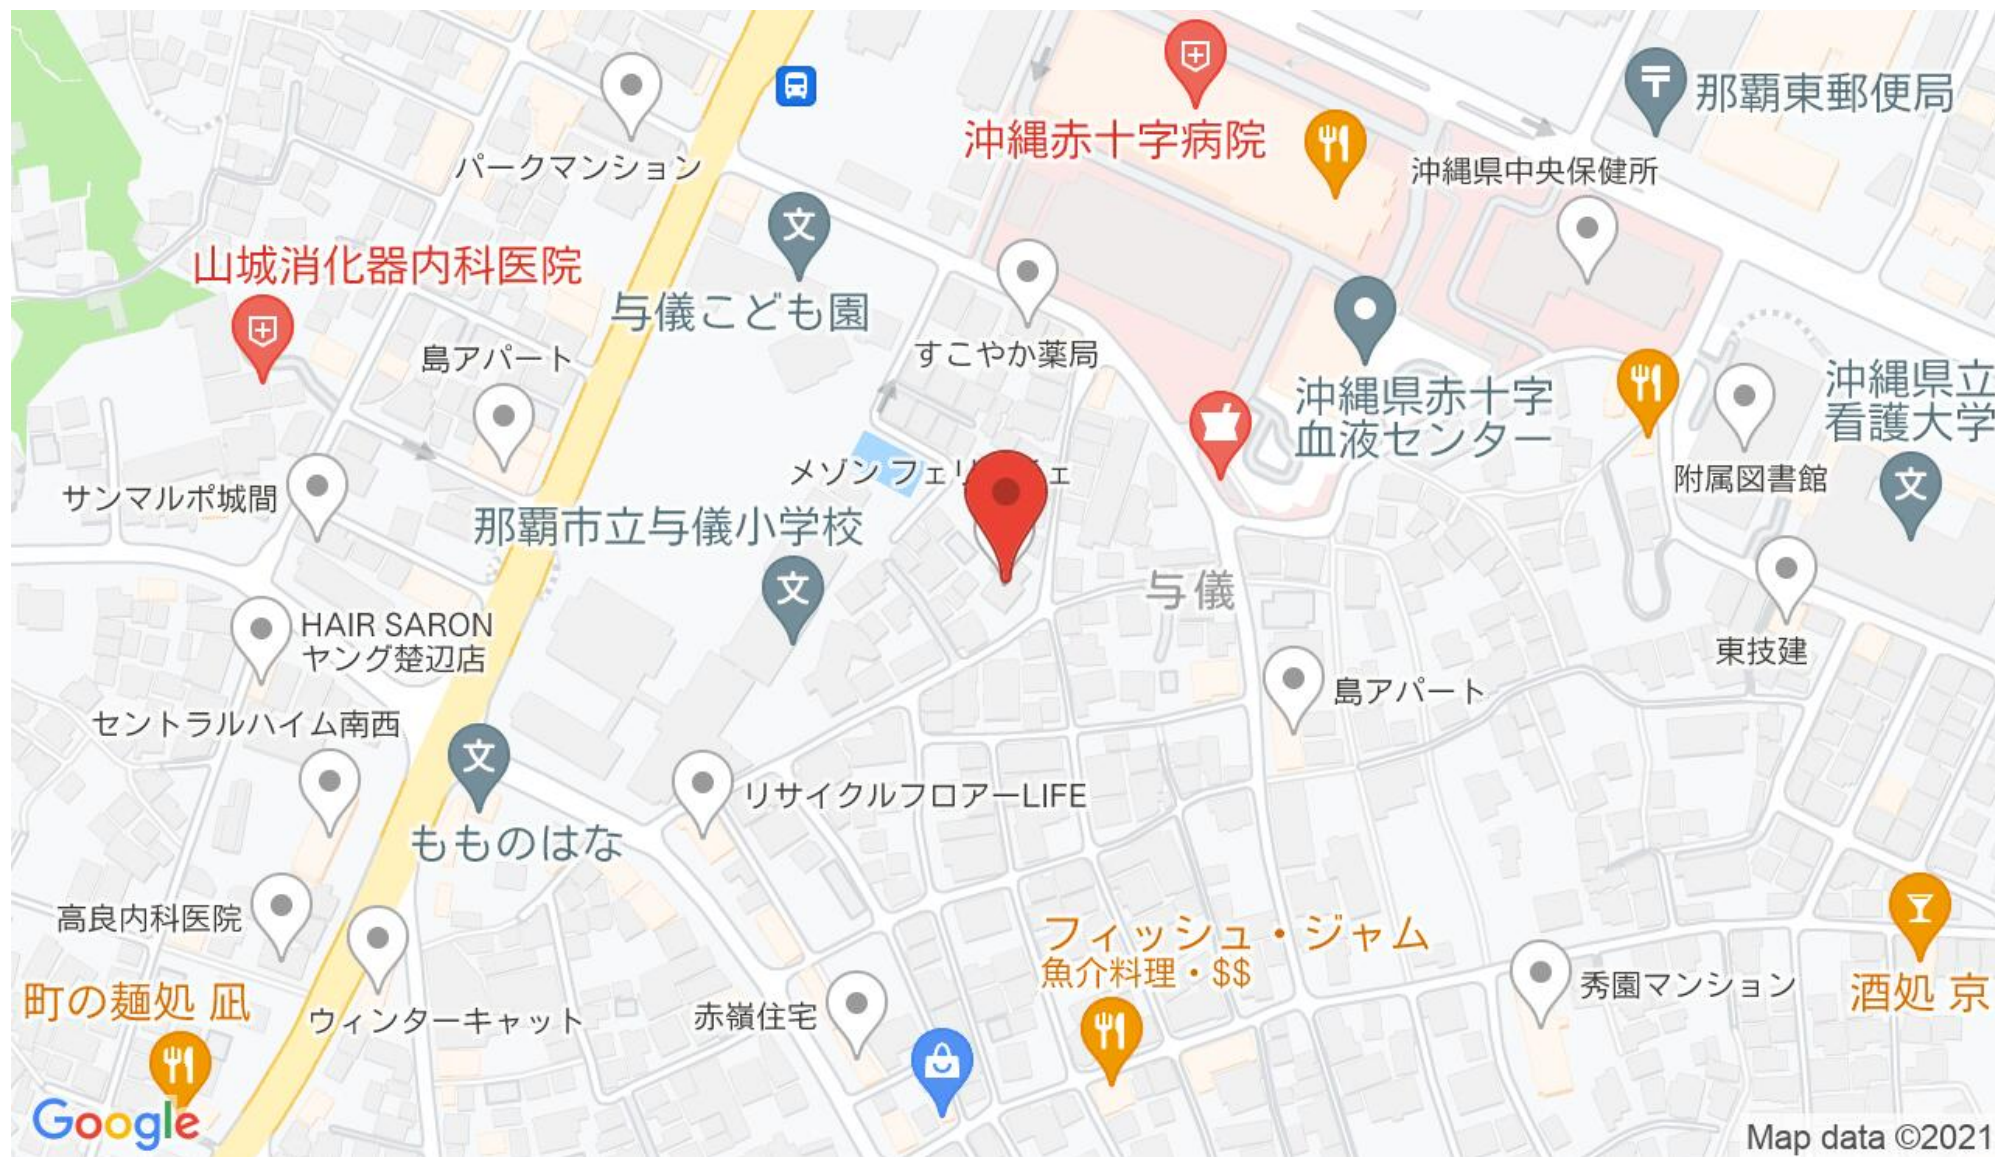 那覇東郵便局
沖縄赤十字病院
パークマンション
沖縄県中央保健所
山城消化器内科医院
与儀こども園
島アパート
すこやか薬局
沖縄県赤十字
血液センター
沖縄県立
看護大学
附属図書館
メゾン フェリ
ェ
サンマルポ城間
那覇市立与儀小学校
与儀
HAIR SARON
ヤング楚辺店
東技建
島アパート
セントラルハイム南西
リサイクルフロアーLIFE
もものはな
高良内科医院
フィッシュ・ジャム
魚介料理・$$
秀園マンション
酒処 京
町の麺処 凪
ウィンターキャット
赤嶺住宅
Google
Map data ©2021